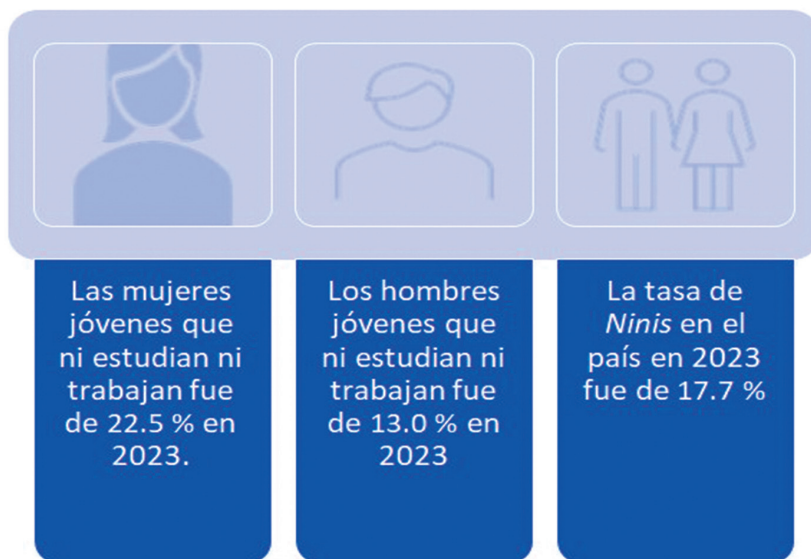 Las mujeres
jóvenes que
ni estudian ni
trabajan fue
de 22.5 % en
2023.
Los hombres
jóvenes que
ni estudian ni
trabajan fue
de 13.0 % en
2023
La tasa de
Ninis en el
país en 2023
fue de 17.7 %